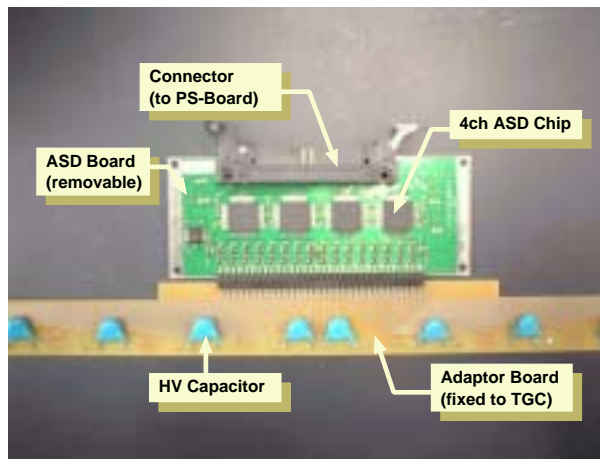 Connector
(to PS-Board)
4ch ASD Chip
ASD Board
(removable)
HV Capacitor
Adaptor Board
(fixed to TGC)